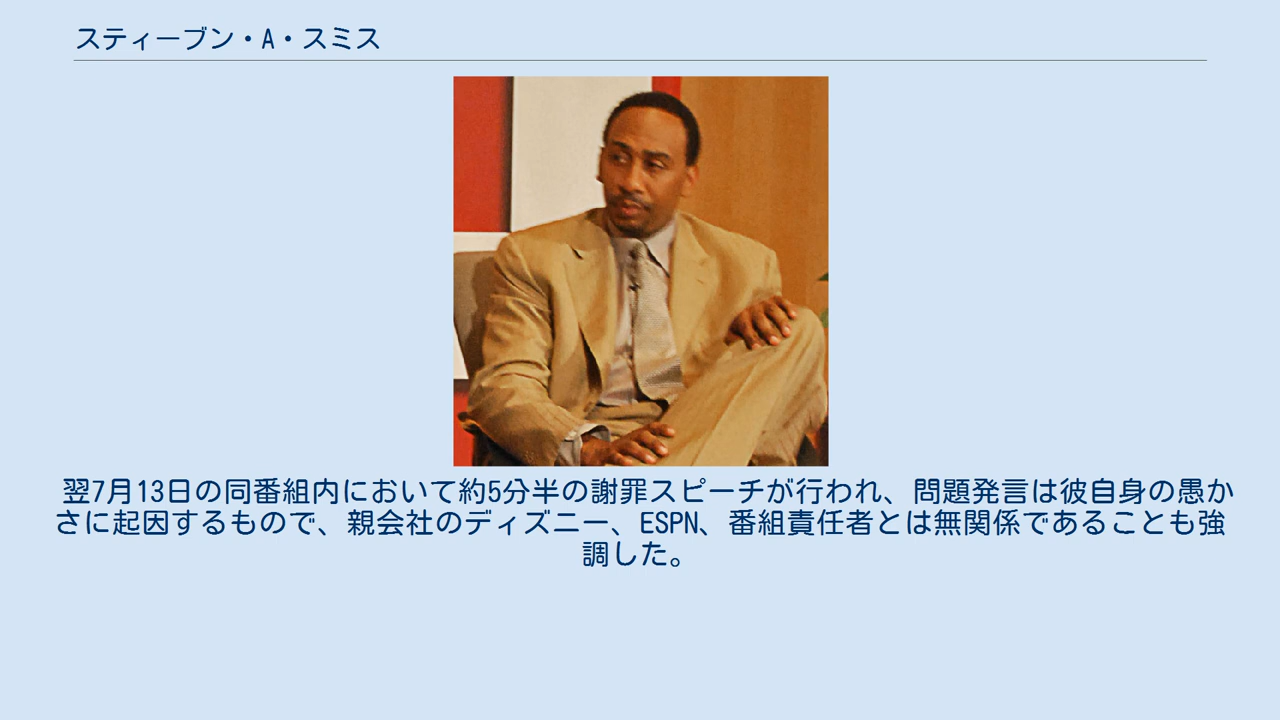 スティーブン・A・スミス
翌7月13日の同番組内において約5分半の謝罪スピーチが行われ、問題発言は彼自身の愚か
さに起因するもので、親会社のディズニー、ESPN、番組責任者とは無関係であることも強
調した。